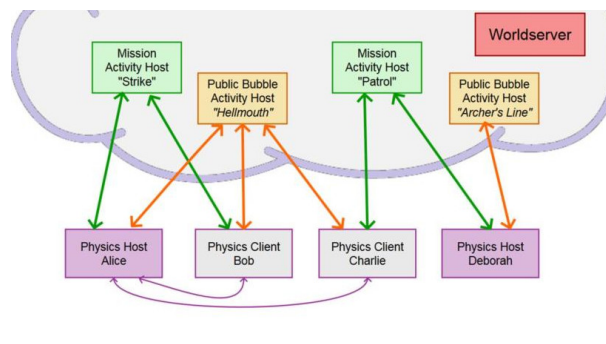 Worldserver
Mission
Activity Host
"Strike"
Public Bubble
Activity Host
"Hellmouth"
Mission
Activity Host
"Patrol"
Public Bubble
Activity Host
"Archer's Line"
Physics Host
Alice
Physics Client
Bob
Physics Client
Charlie
Physics Host
Deborah